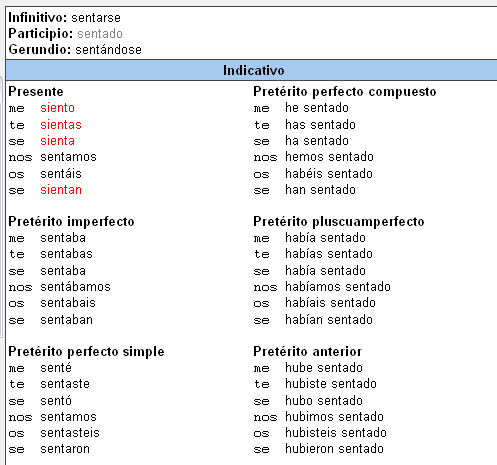 Infinitivo: sentarse
Participio: sentado
Gerundio: sentándose
Indicativo
Presente
me siento
te sientas
se sienta
nos sentamos
os sentáis
se sientan
Pretérito perfecto compuesto
me he sentado
te has sentado
se ha sentado
nos hemos sentado
os habéis sentado
se han sentado
Pretérito imperfecto
me sentaba
te sentabas
se sentaba
nos sentábamos
os sentabais
se sentaban
Pretérito pluscuamperfecto
me había sentado
te habías sentado
se había sentado
nos habíamos sentado
os habíais sentado
se habían sentado
Pretérito perfecto simple
me senté
te sentaste
se sentó
nos sentamos
os sentasteis
se sentaron
Pretérito anterior
me hube sentado
te hubiste sentado
se hubo sentado
nos hubimos sentado
os hubisteis sentado
se hubieron sentado